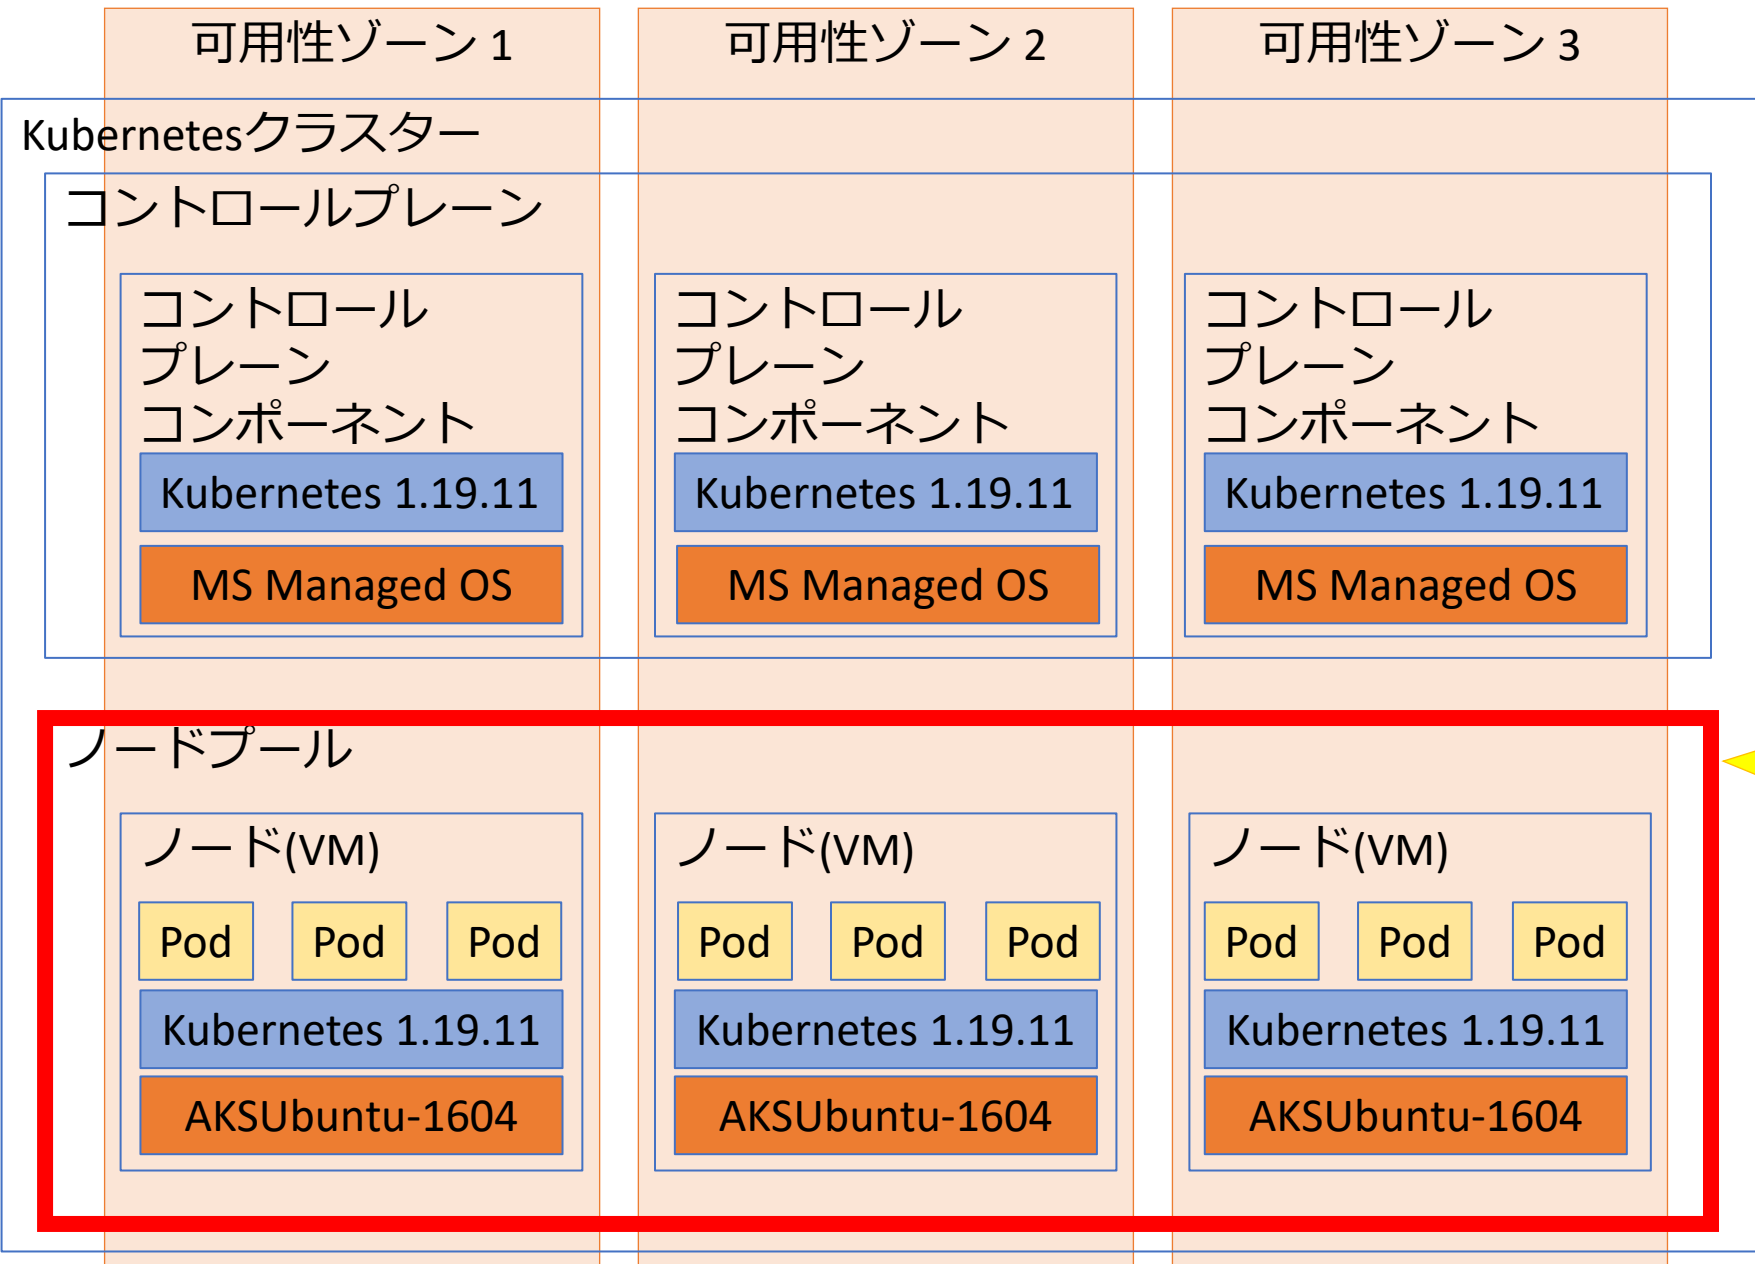 可用性ゾーン 1
可用性ゾーン 2
可用性ゾーン 3
Kubernetesクラスター
コントロールプレーン
コントロール
プレーン
コンポーネント
Kubernetes 1.19.11
MS Managed OS
コントロール
プレーン
コンポーネント
Kubernetes 1.19.11
MS Managed OS
コントロール
プレーン
コンポーネント
Kubernetes 1.19.11
MS Managed OS
ノードプール
ノード(VM)
Pod Pod Pod
Kubernetes 1.19.11
AKSUbuntu-1604
ノード(VM)
Pod Pod Pod
Kubernetes 1.19.11
AKSUbuntu-1604
ノード(VM)
Pod Pod Pod
Kubernetes 1.19.11
AKSUbuntu-1604